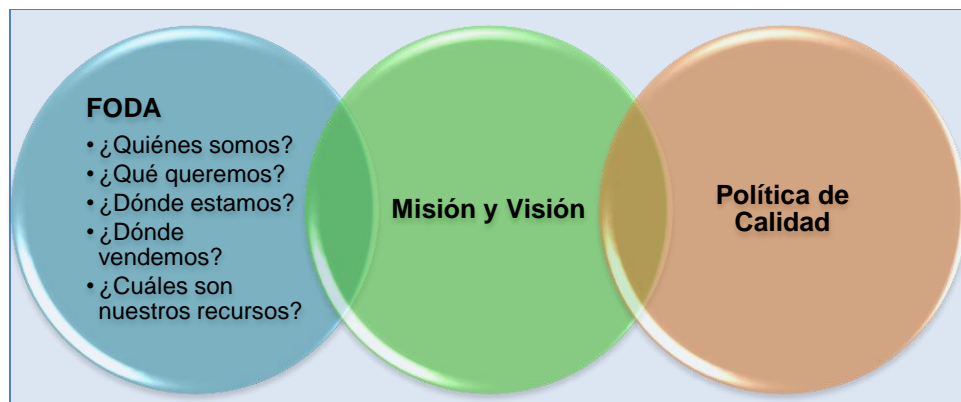 FODA
• ¿Quiénes somos?
• ¿Qué queremos?
• ¿Dónde estamos?
• ¿Dónde
vendemos?
• ¿Cuáles son
nuestros recursos?
Misión y Visión
Política de
Calidad